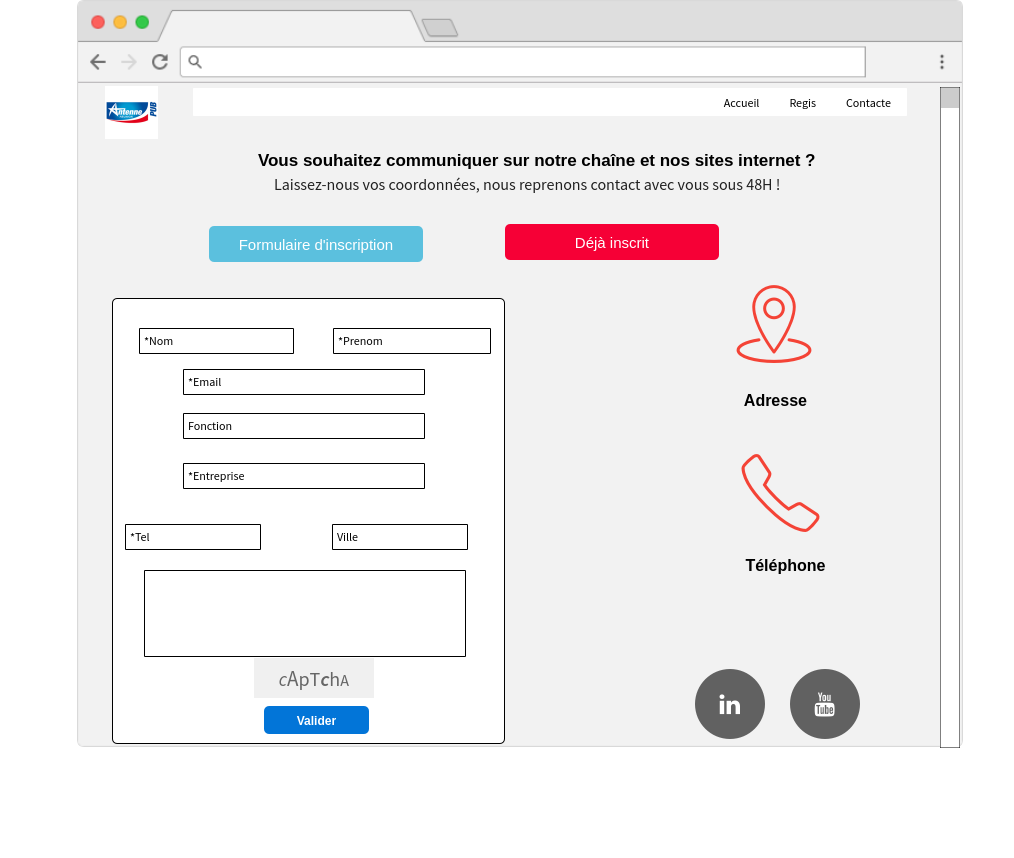 Antenne
PUB
Accueil Regis Contacte
Vous souhaitez communiquer sur notre chaîne et nos sites internet ?
Laissez-nous vos coordonnées, nous reprenons contact avec vous sous 48H !
Formulaire d'inscription
Déjà inscrit
*Nom
*Prenom
*Email
Fonction
*Entreprise
*Tel
Ville
cApTchA
Valider
Adresse
Téléphone
in
You
Tube